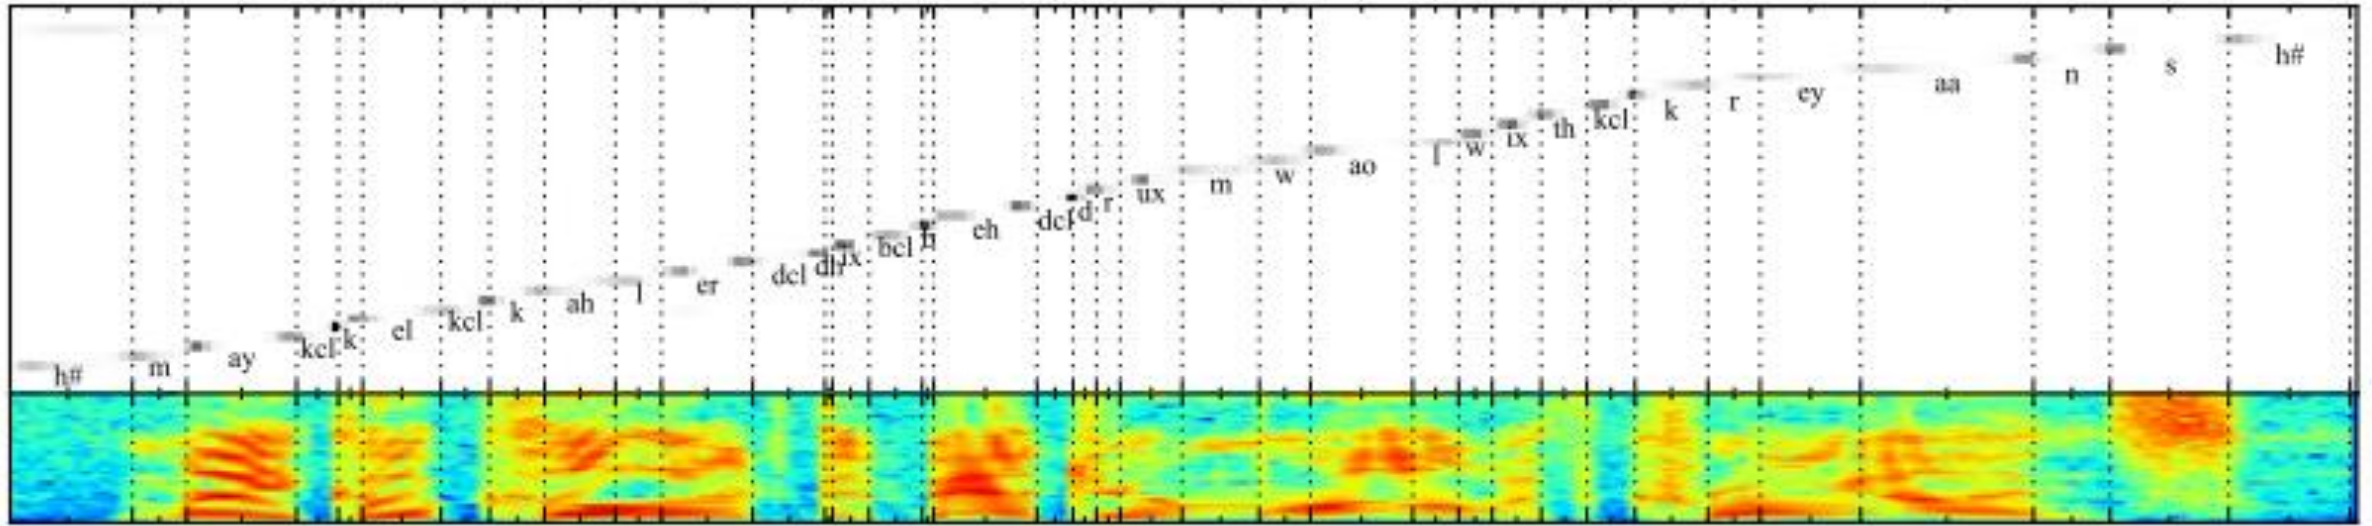 h# m ay kcl k el kcl k ah l er dcl dh ix bcl b eh dcl d r ux m w ao l w ix th kcl k r ey aa n s h#